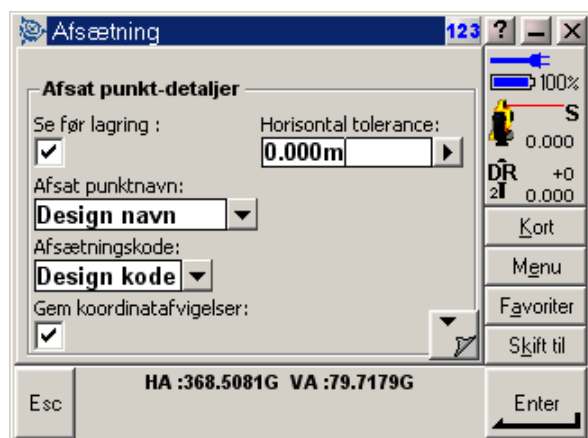 Afsætning 123 ?
Afsat punkt-detaljer
Se før lagring :
Horisontal tolerance:
0.000m
Afsat punktnavn:
Design navn
Afsætningskode:
Design kode
Gem koordinatafvigelser:
100%
S
0.000
DR +0
2 0.000
Kort
Menu
Favoriter
Skift til
Esc
HA :368.5081G VA :79.7179G
Enter